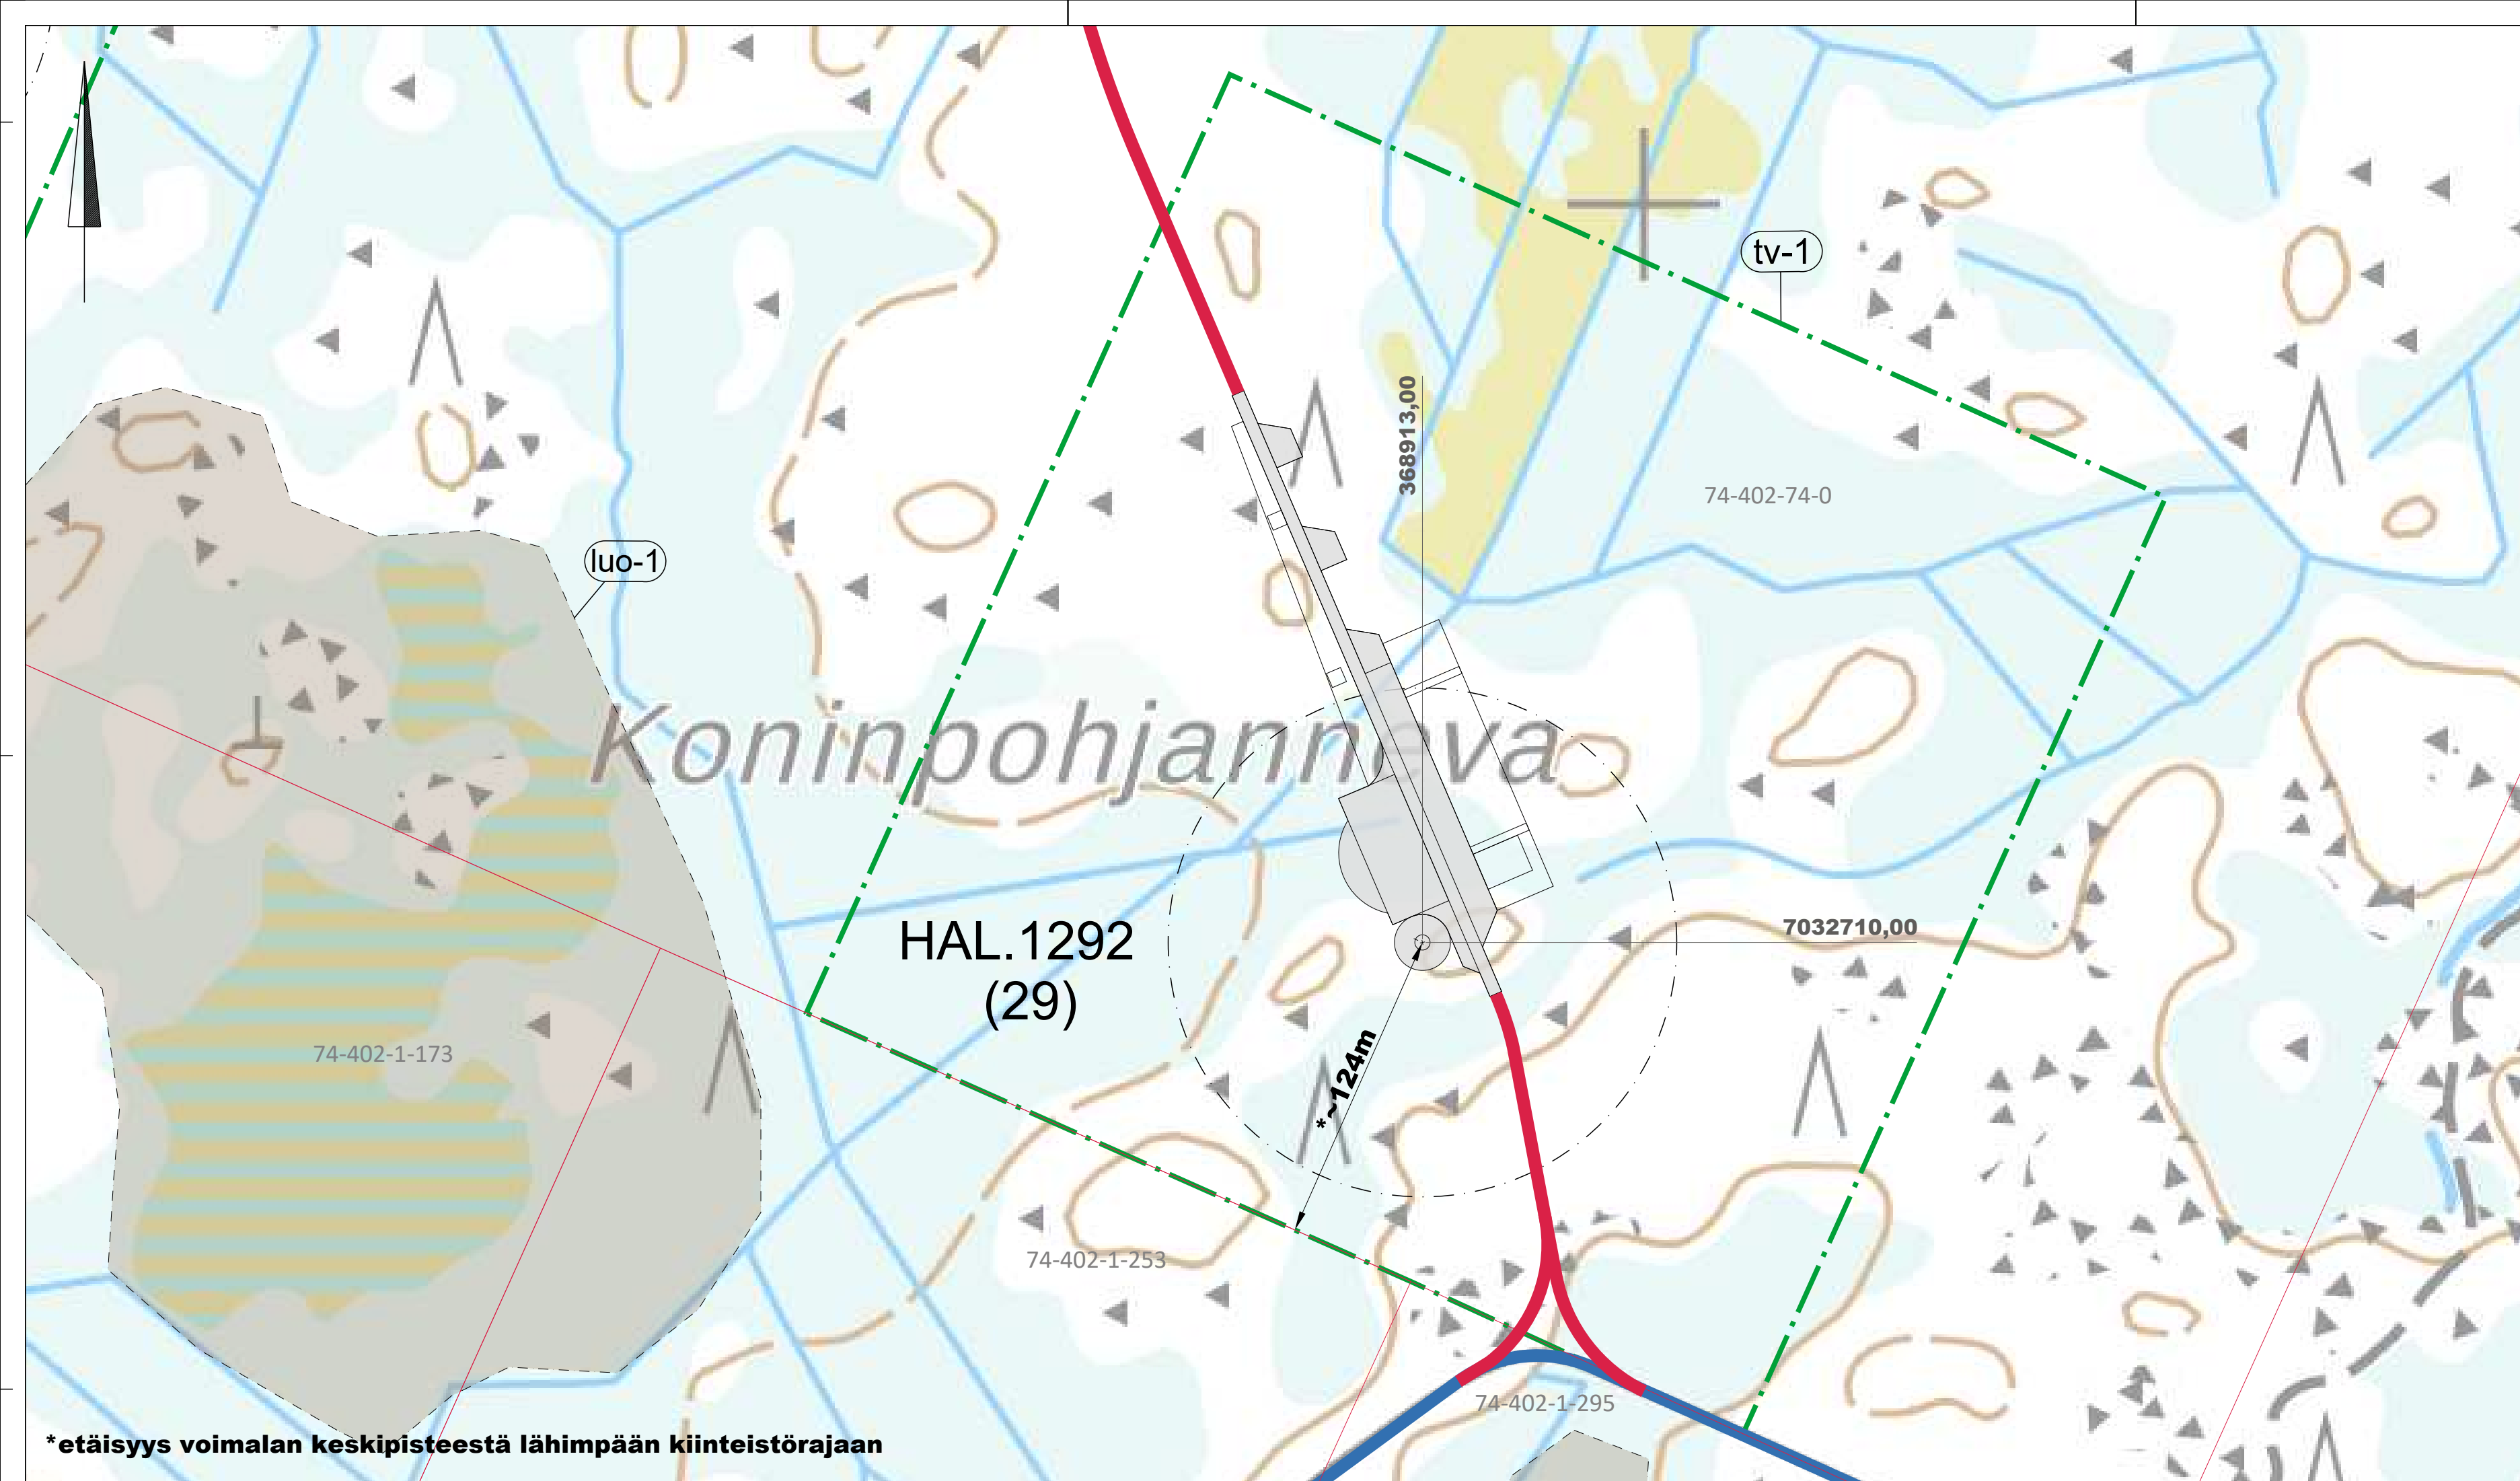 tv-1
368913,00
74-402-74-0
luo-1
Koninpohjanneva
7032710,00
HAL.1292
(29)
74-402-1-173
*~124m
74-402-1-253
74-402-1-295
*etäisyys voimalan keskipisteestä lähimpään kiinteistörajaan